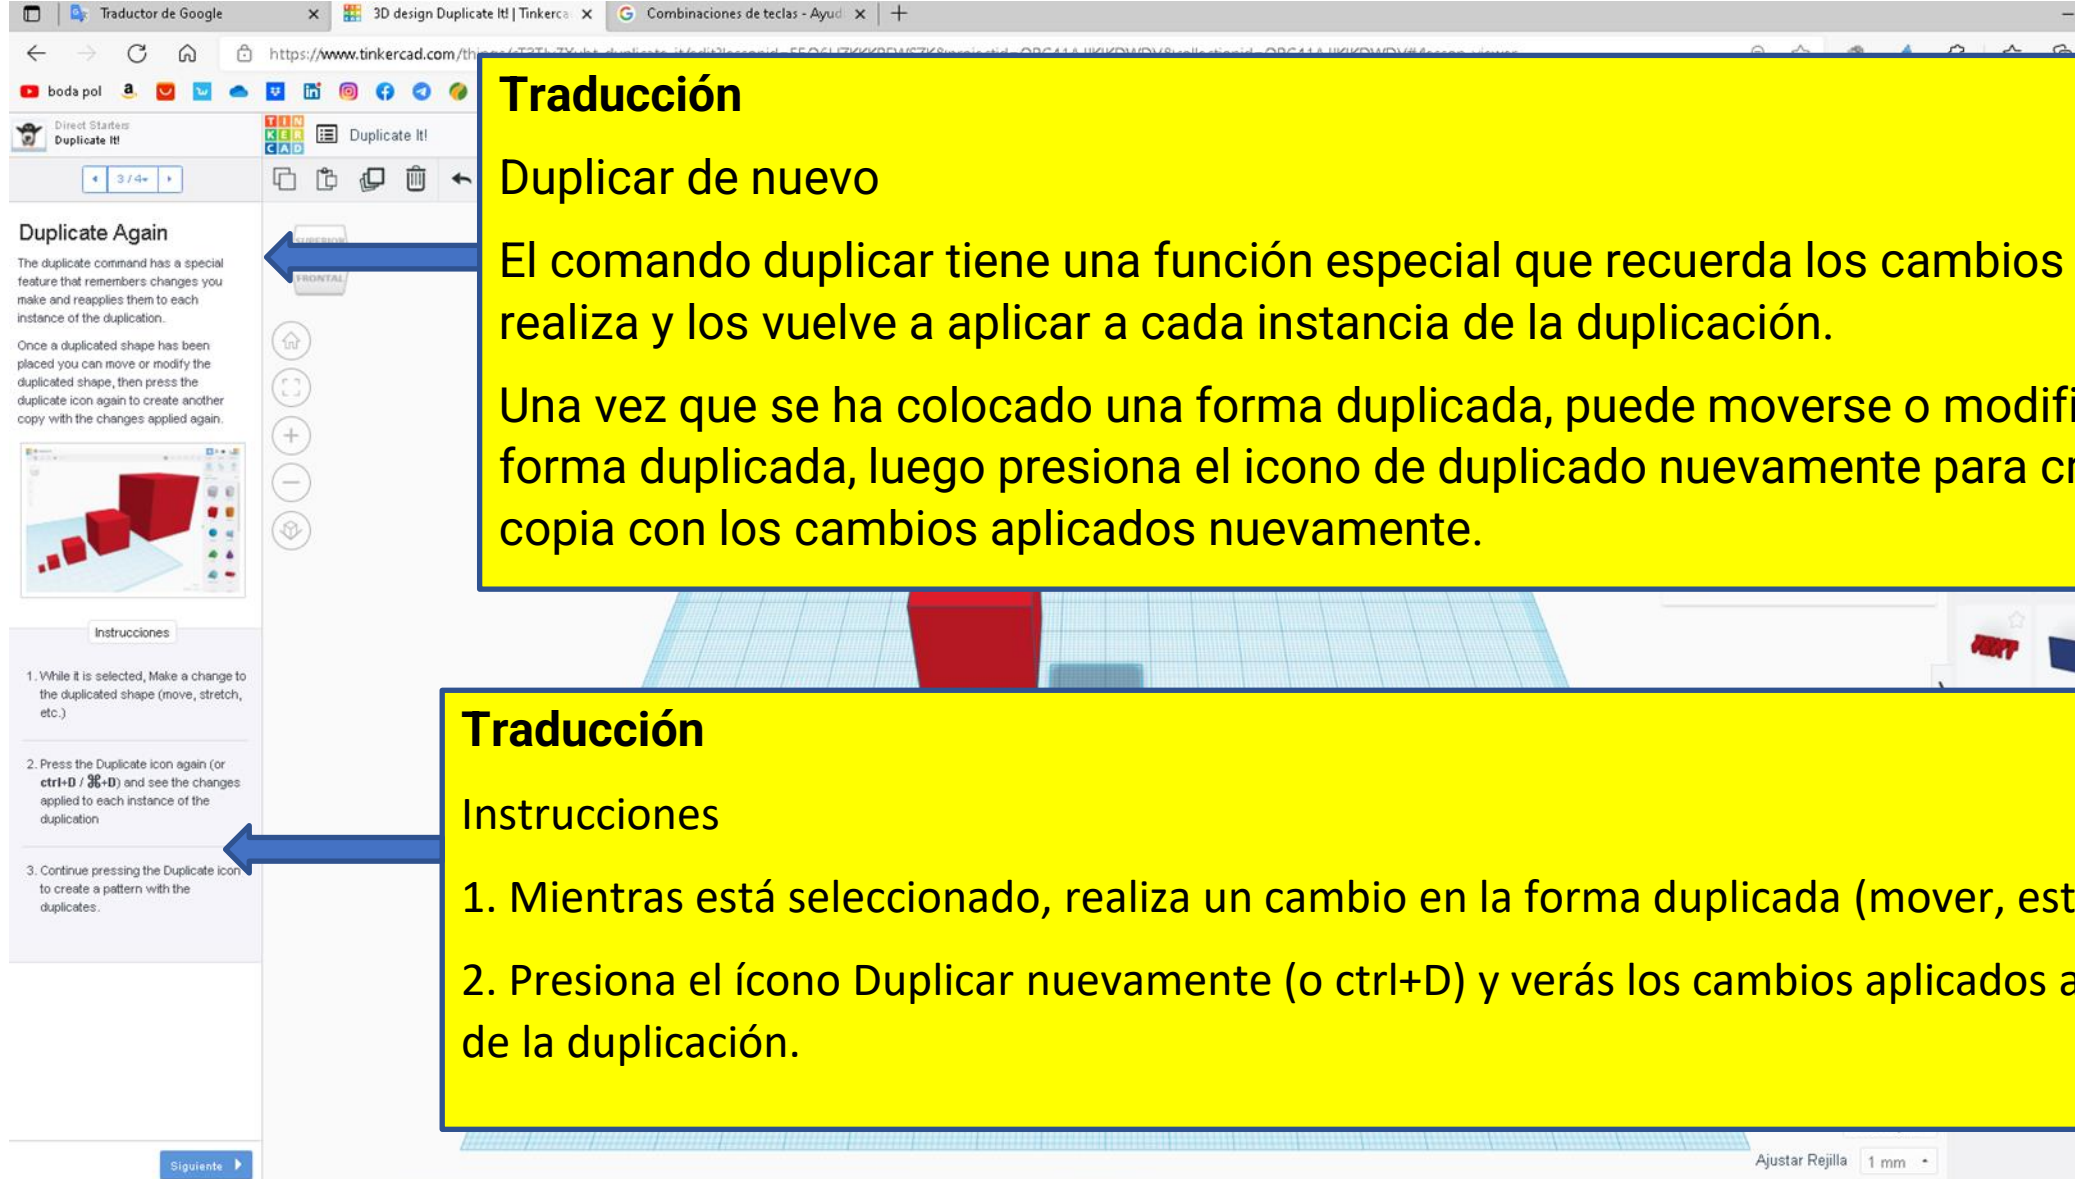 Traductor de Google
3D design Duplicate It! | Tinkerca
Combinaciones de teclas - Ayud
https://www.tinkercad.com/
boda pol
Direct Starters
Duplicate It!
TINKERCAD
Duplicate It!
3 / 4
Duplicate Again
The duplicate command has a special
feature that remembers changes you
make and reapplies them to each
instance of the duplication.
Once a duplicated shape has been
placed you can move or modify the
duplicated shape, then press the
duplicate icon again to create another
copy with the changes applied again.
Instrucciones
1. While it is selected, Make a change to
the duplicated shape (move, stretch,
etc.)
2. Press the Duplicate icon again (or
ctrl+D / ⌘+D) and see the changes
applied to each instance of the
duplication
3. Continue pressing the Duplicate icon
to create a pattern with the
duplicates.
Siguiente
SUPERIOR
FRONTAL
Traducción
Duplicar de nuevo
El comando duplicar tiene una función especial que recuerda los cambios
realiza y los vuelve a aplicar a cada instancia de la duplicación.
Una vez que se ha colocado una forma duplicada, puede moverse o modifi
forma duplicada, luego presiona el icono de duplicado nuevamente para cr
copia con los cambios aplicados nuevamente.
TEXT
Traducción
Instrucciones
1. Mientras está seleccionado, realiza un cambio en la forma duplicada (mover, est
2. Presiona el ícono Duplicar nuevamente (o ctrl+D) y verás los cambios aplicados a
de la duplicación.
Ajustar Rejilla 1 mm